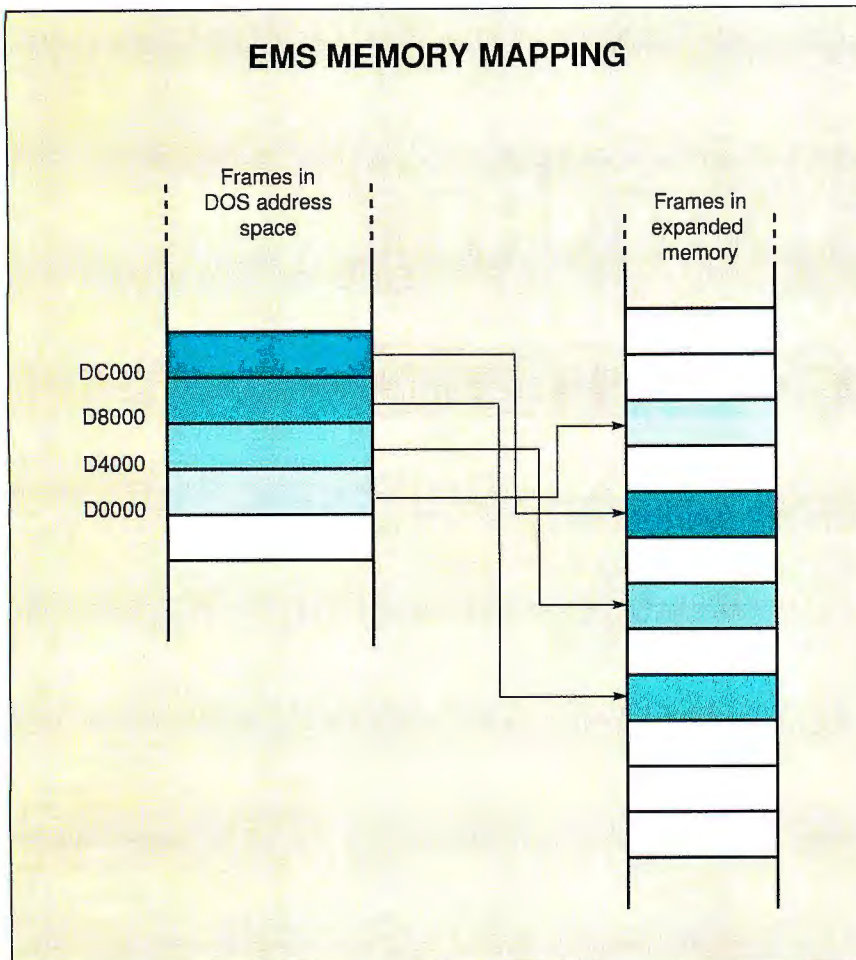 EMS MEMORY MAPPING
Frames in
DOS address
space
Frames in
expanded
memory
DC000
D8000
D4000
D0000